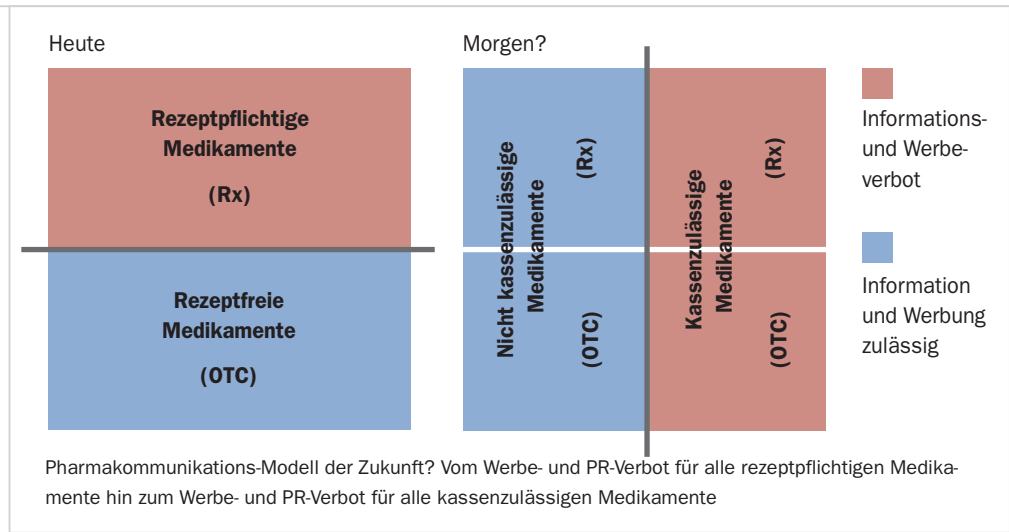 Heute
Rezeptpflichtige
Medikamente
(Rx)
Rezeptfreie
Medikamente
(OTC)
Morgen?
Nicht kassenzulässige
Medikamente
(Rx)
(OTC)
Kassenzulässige
Medikamente
(Rx)
(OTC)
Informations-
und Werbe-
verbot
Information
und Werbung
zulässig
Pharmakommunikations-Modell der Zukunft? Vom Werbe- und PR-Verbot für alle rezeptpflichtigen Medika-
mente hin zum Werbe- und PR-Verbot für alle kassenzulässigen Medikamente